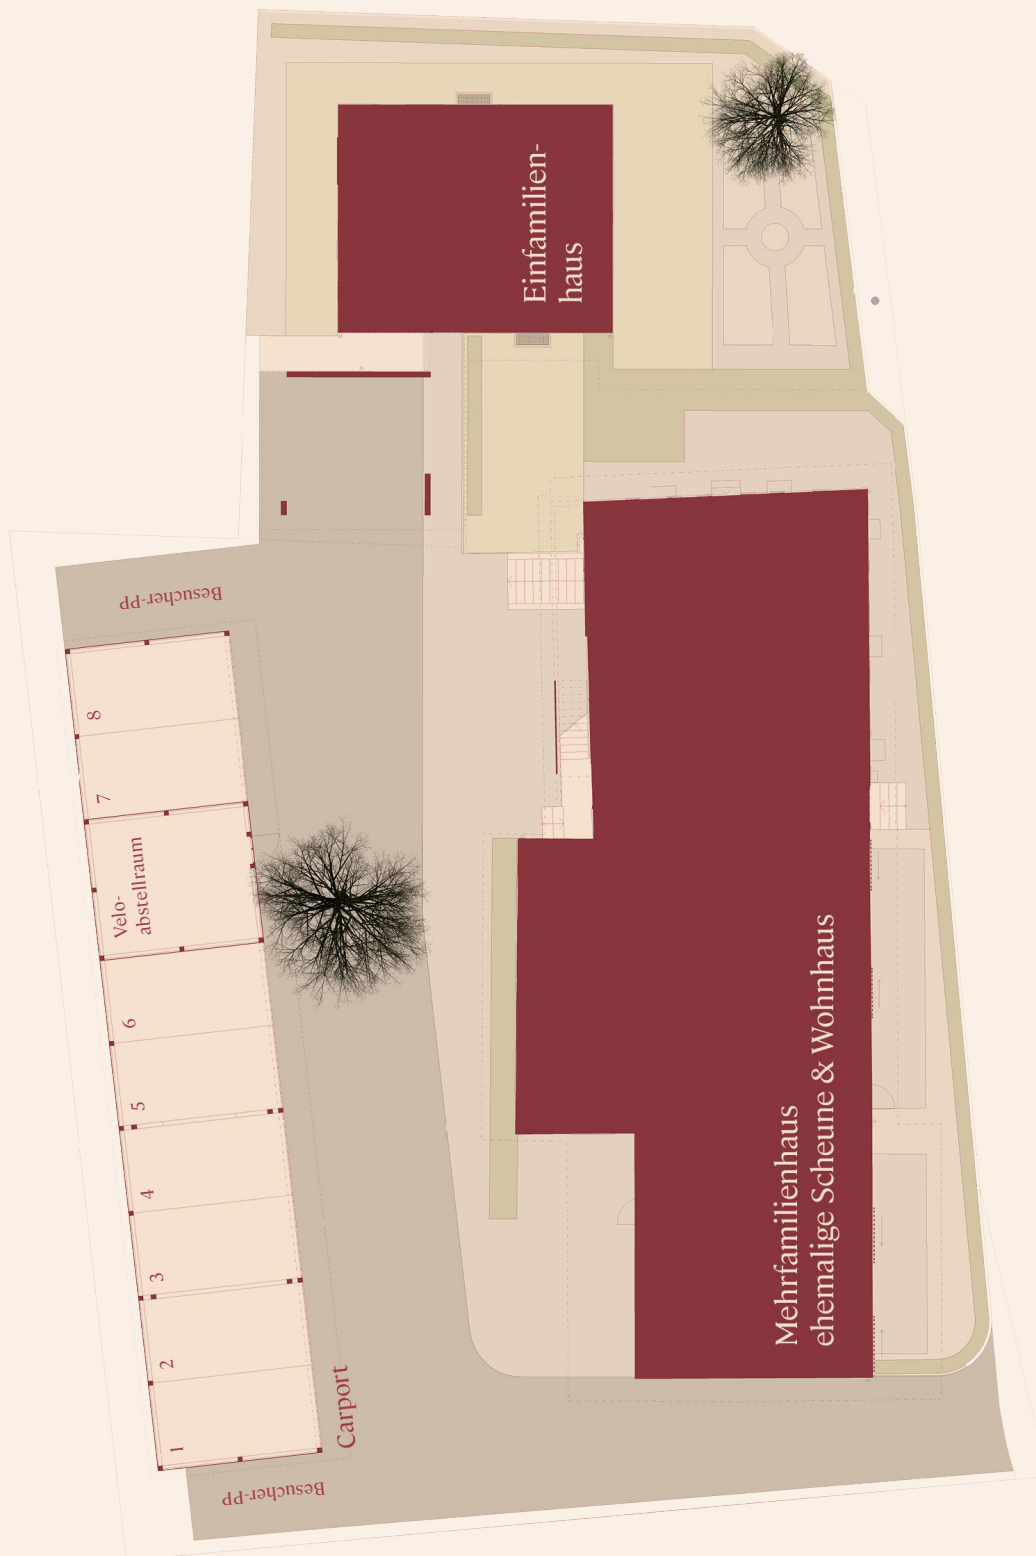 Einfamilien-
haus
Besucher-PP
8
7
Velo-
abstellraum
6
5
4
3
2
1
Carport
Besucher-PP
Mehrfamilienhaus
ehemalige Scheune & Wohnhaus